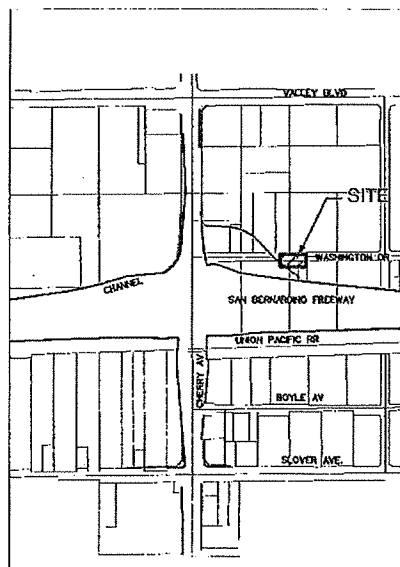 VALLEY BLVD
SITE
WASHINGTON DR
CHANNEL
SAN BERNARDINO FREEWAY
UNION PACIFIC RR
CHERRY AV
BOYLE AV
SLOVER AVE.